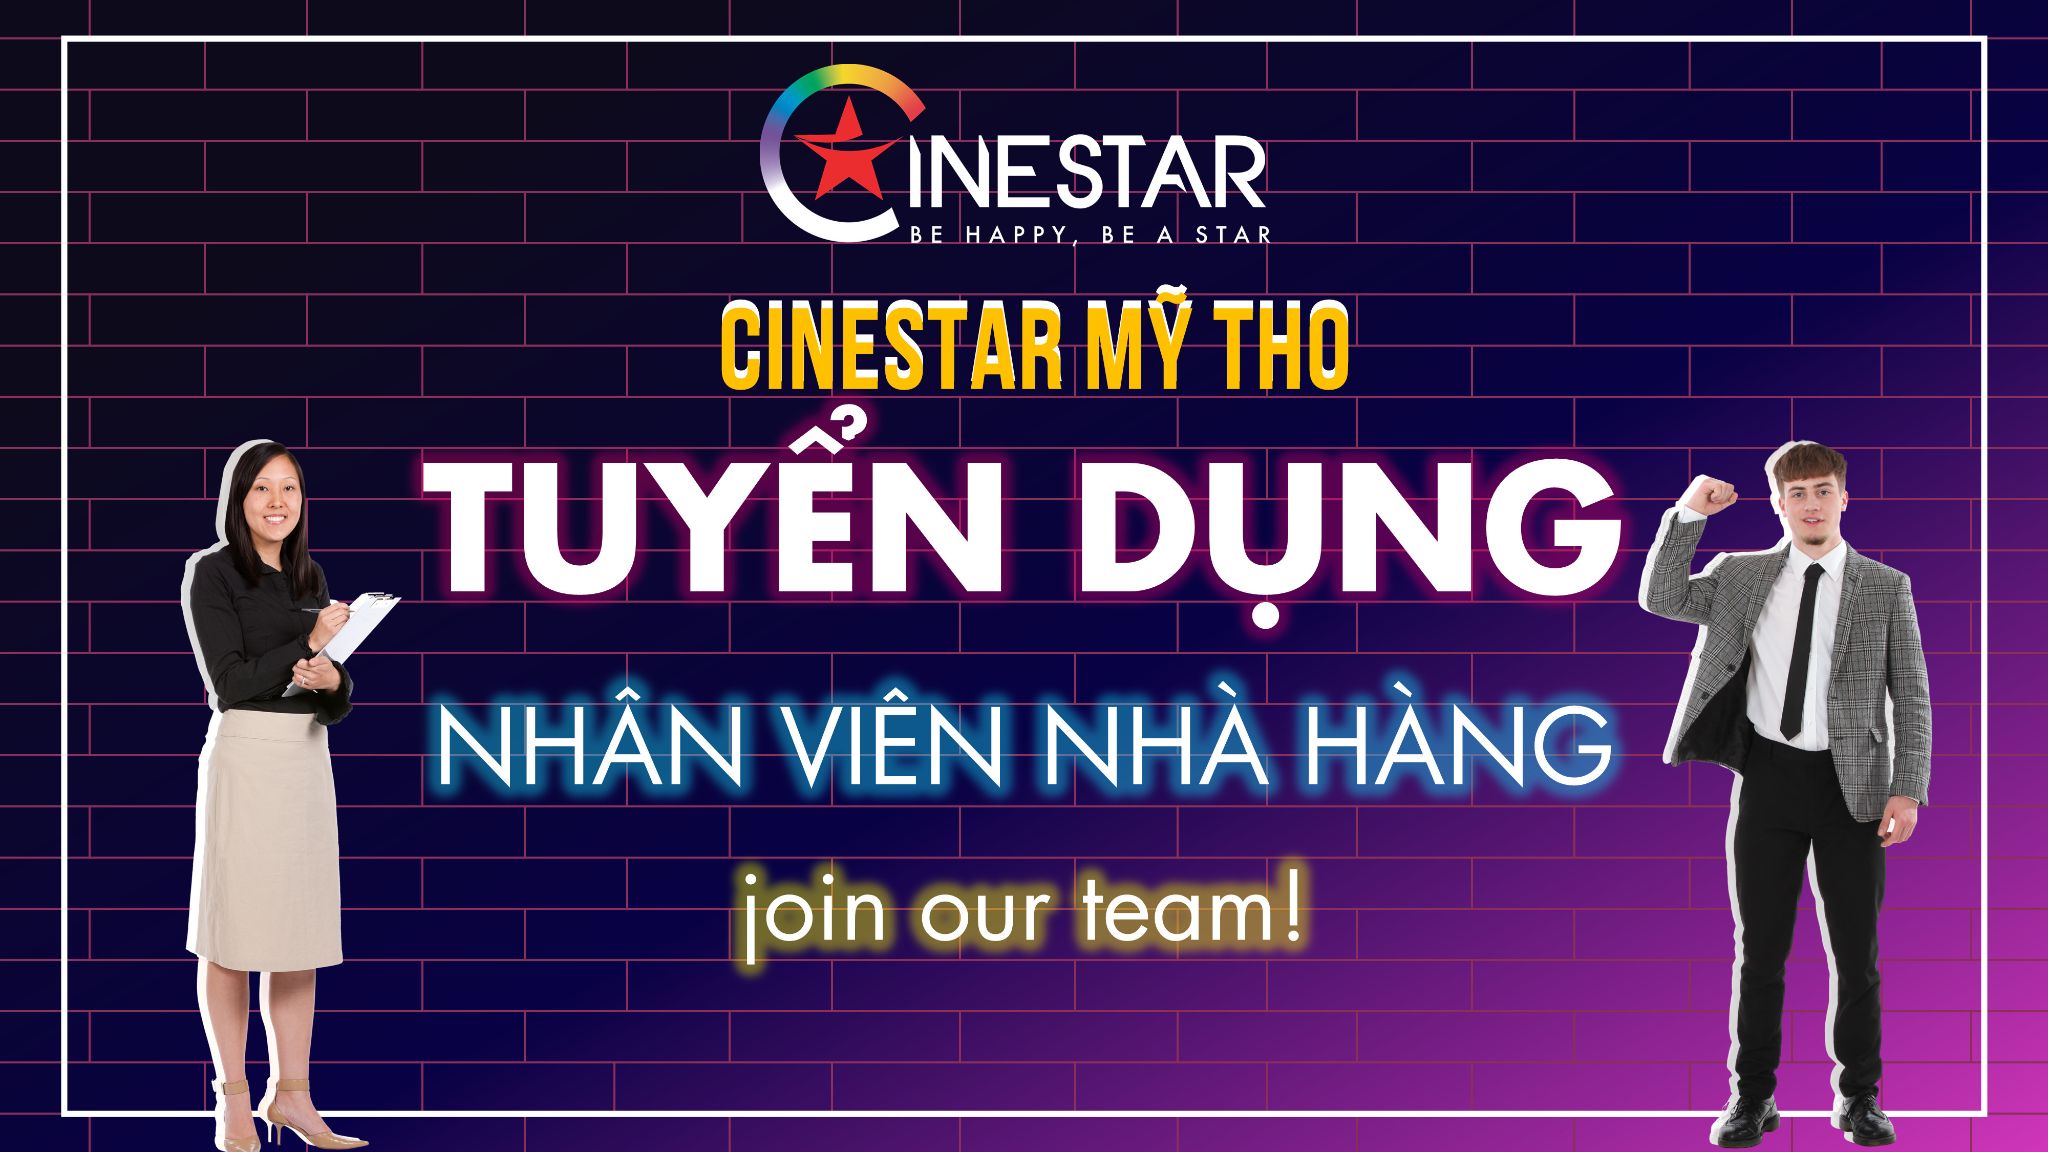 CINESTAR
BE HAPPY, BE A STAR
CINESTAR MỸ THO
TUYỂN DỤNG
NHÂN VIÊN NHÀ HÀNG
join our team!